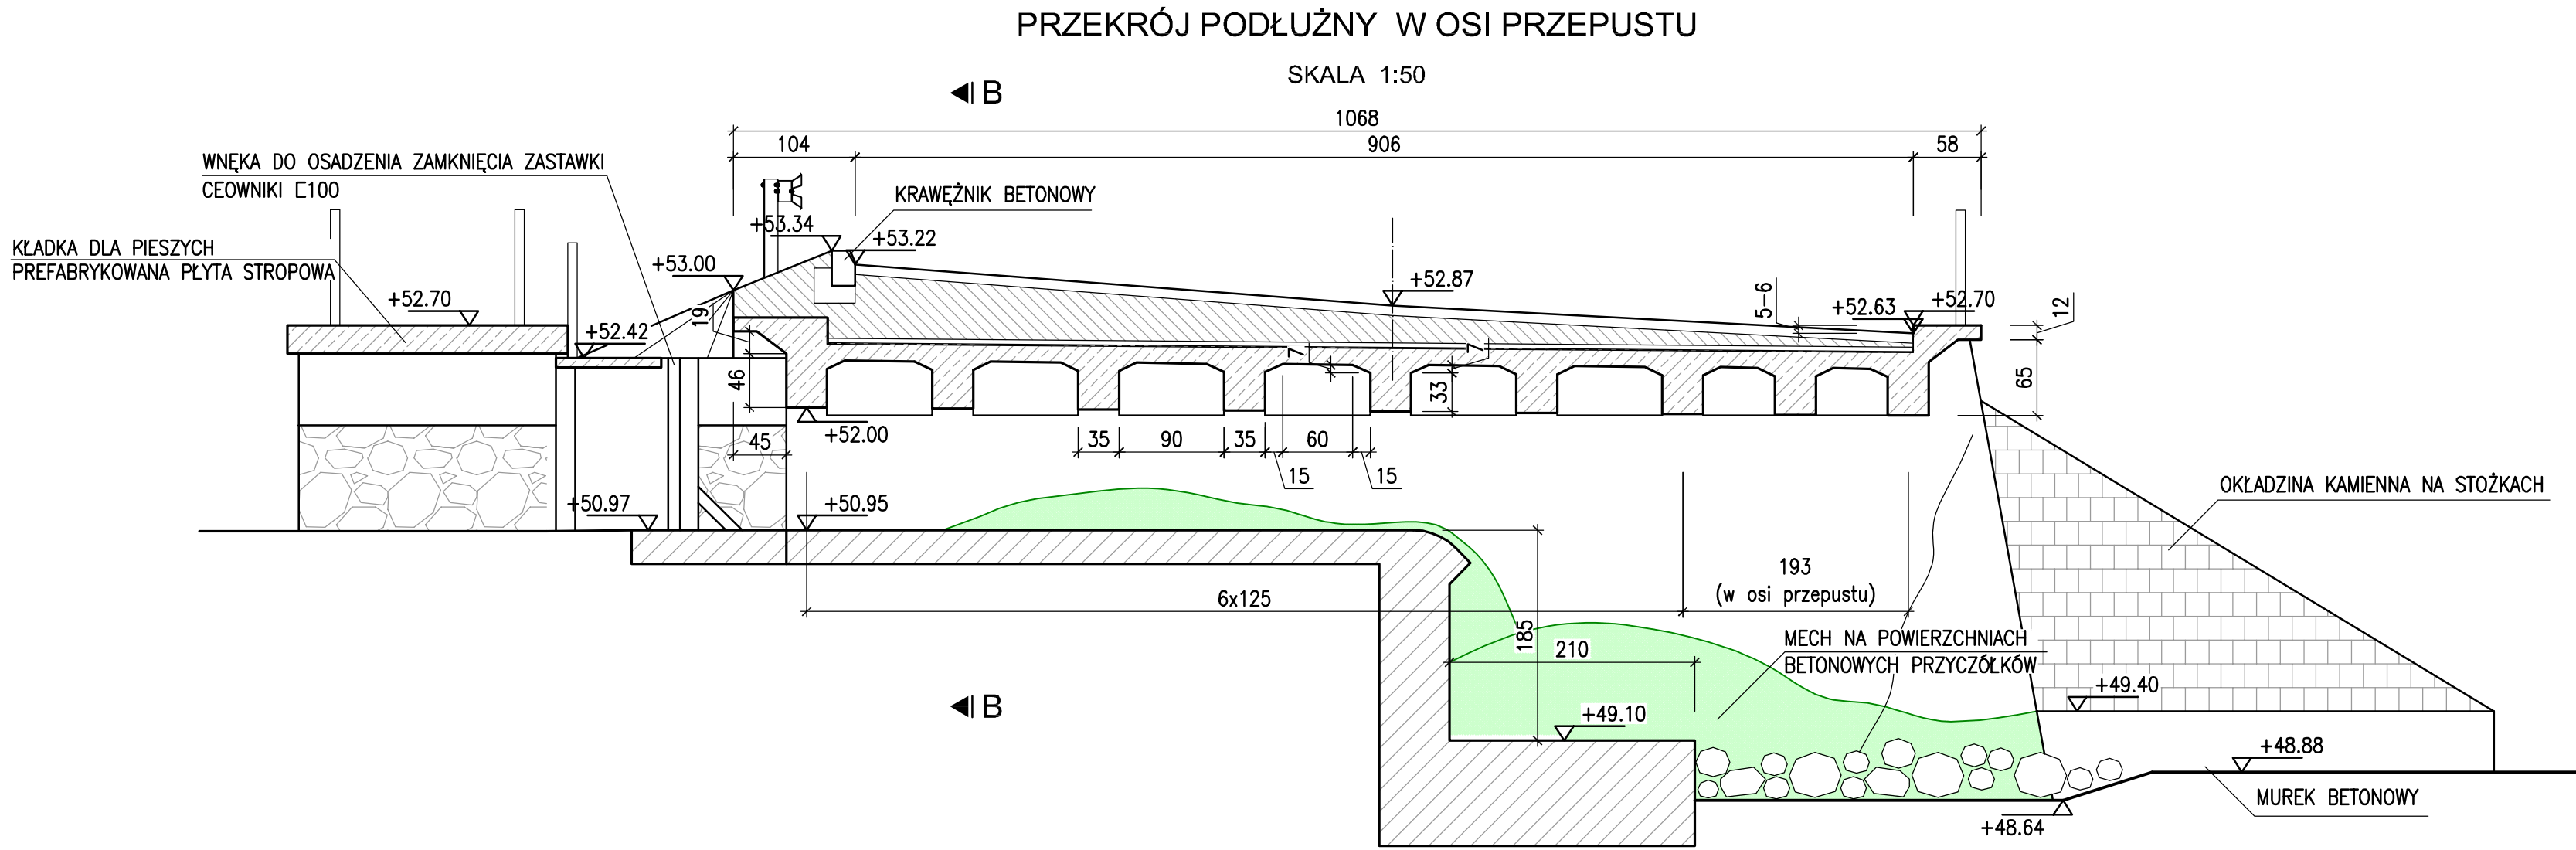 PRZEKRÓJ PODŁUŻNY W OSI PRZEPUSTU
SKALA 1:50
B
1068
104
906
58
WNĘKA DO OSADZENIA ZAMKNIĘCIA ZASTAWKI
CEOWNIKI ⊏100
KRAWĘŻNIK BETONOWY
+53.34
+53.22
KŁADKA DLA PIESZYCH
PREFABRYKOWANA PŁYTA STROPOWA
+53.00
+52.87
+52.70
+52.42
19
5-6
+52.63
+52.70
12
7
7
46
33
65
+52.00
45
35
90
35
60
15
15
+50.97
+50.95
OKŁADZINA KAMIENNA NA STOŻKACH
193
(w osi przepustu)
6x125
185
210
MECH NA POWIERZCHNIACH
BETONOWYCH PRZYCZÓŁKÓW
+49.40
B
+49.10
+48.88
MUREK BETONOWY
+48.64